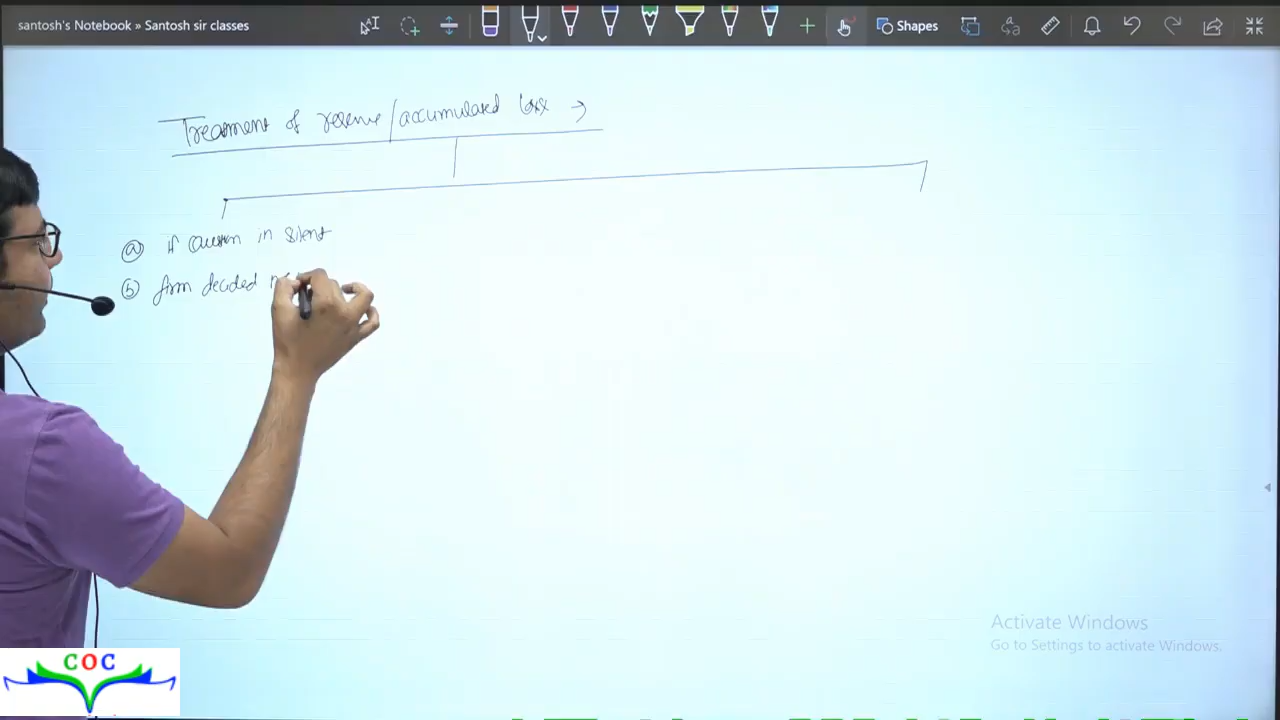 santosh's Notebook » Santosh sir classes
Shapes
Treatment of reserve/accumulated loss →
ⓐ If Question in Silent
ⓑ firm decided
Activate Windows
Go to Settings to activate Windows.
COC